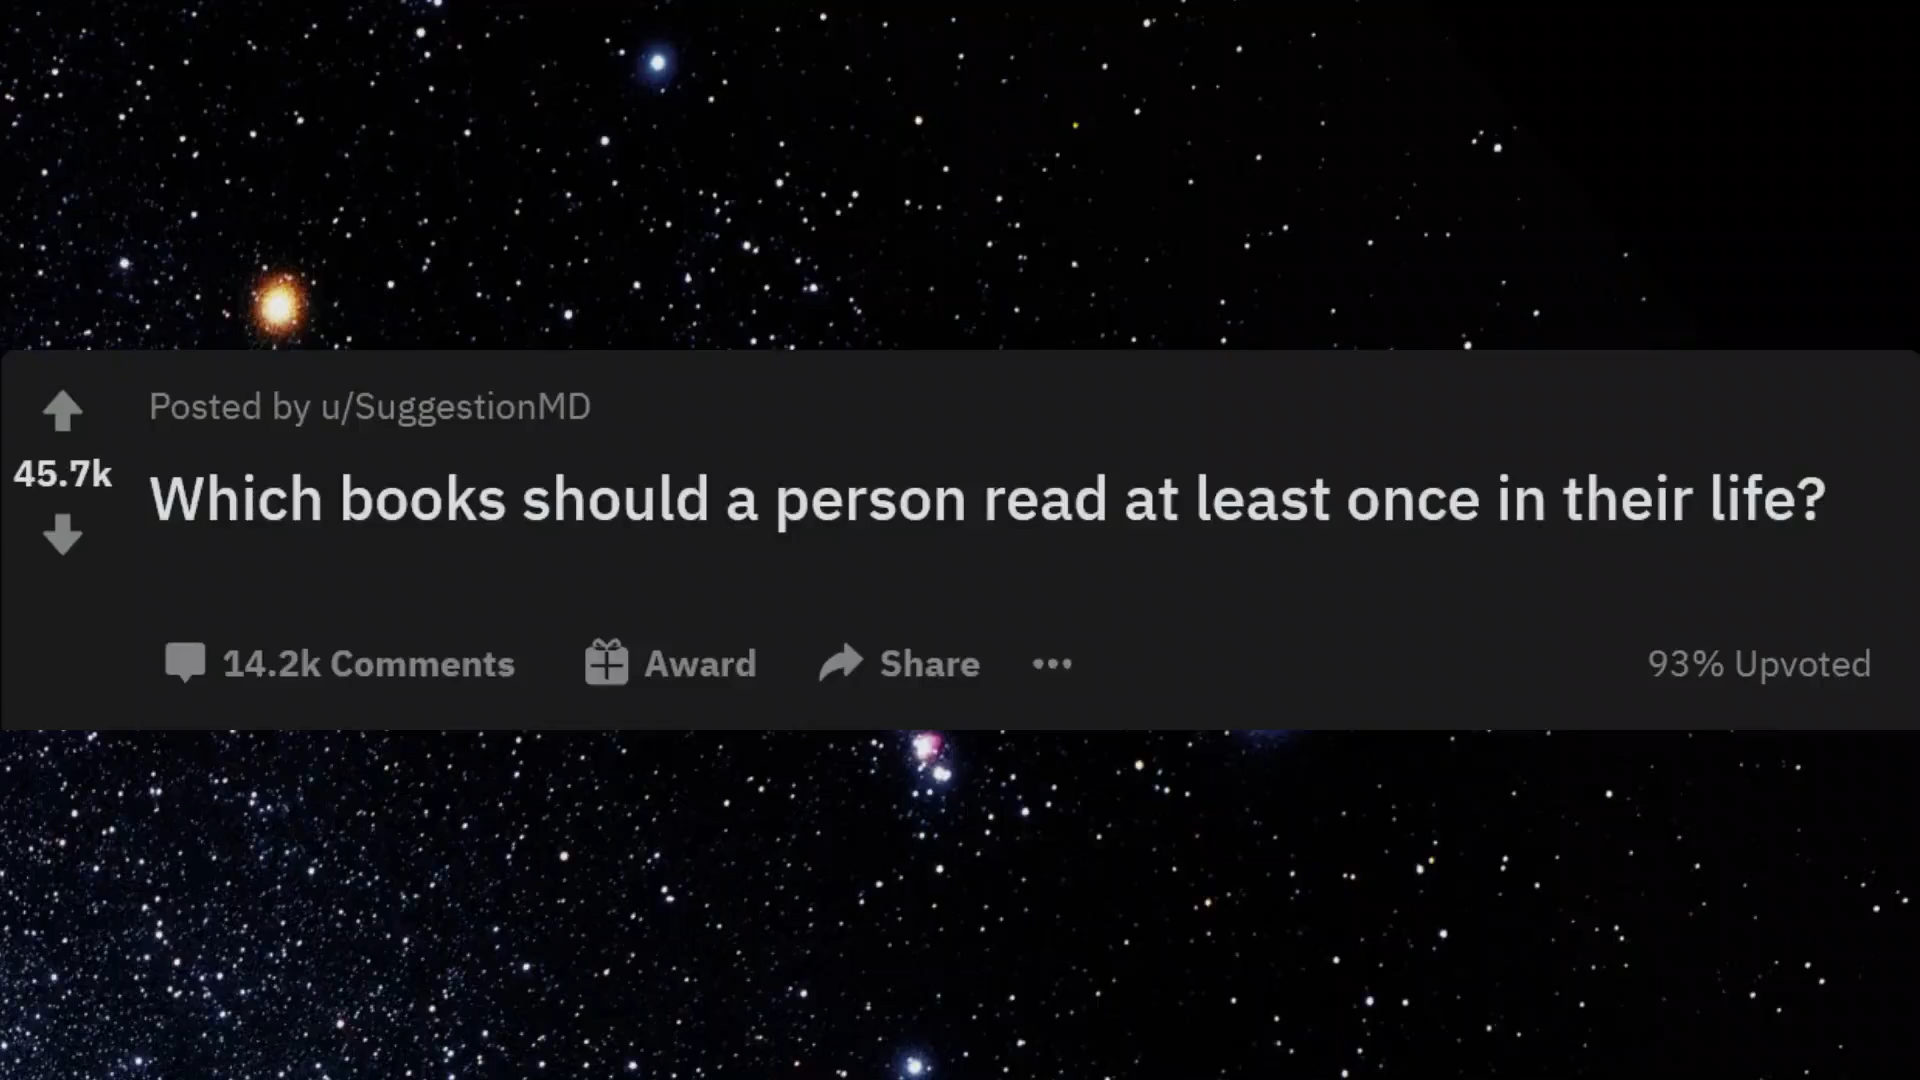 Posted by u/SuggestionMD
45.7k
Which books should a person read at least once in their life?
14.2k Comments Award Share ••• 93% Upvoted